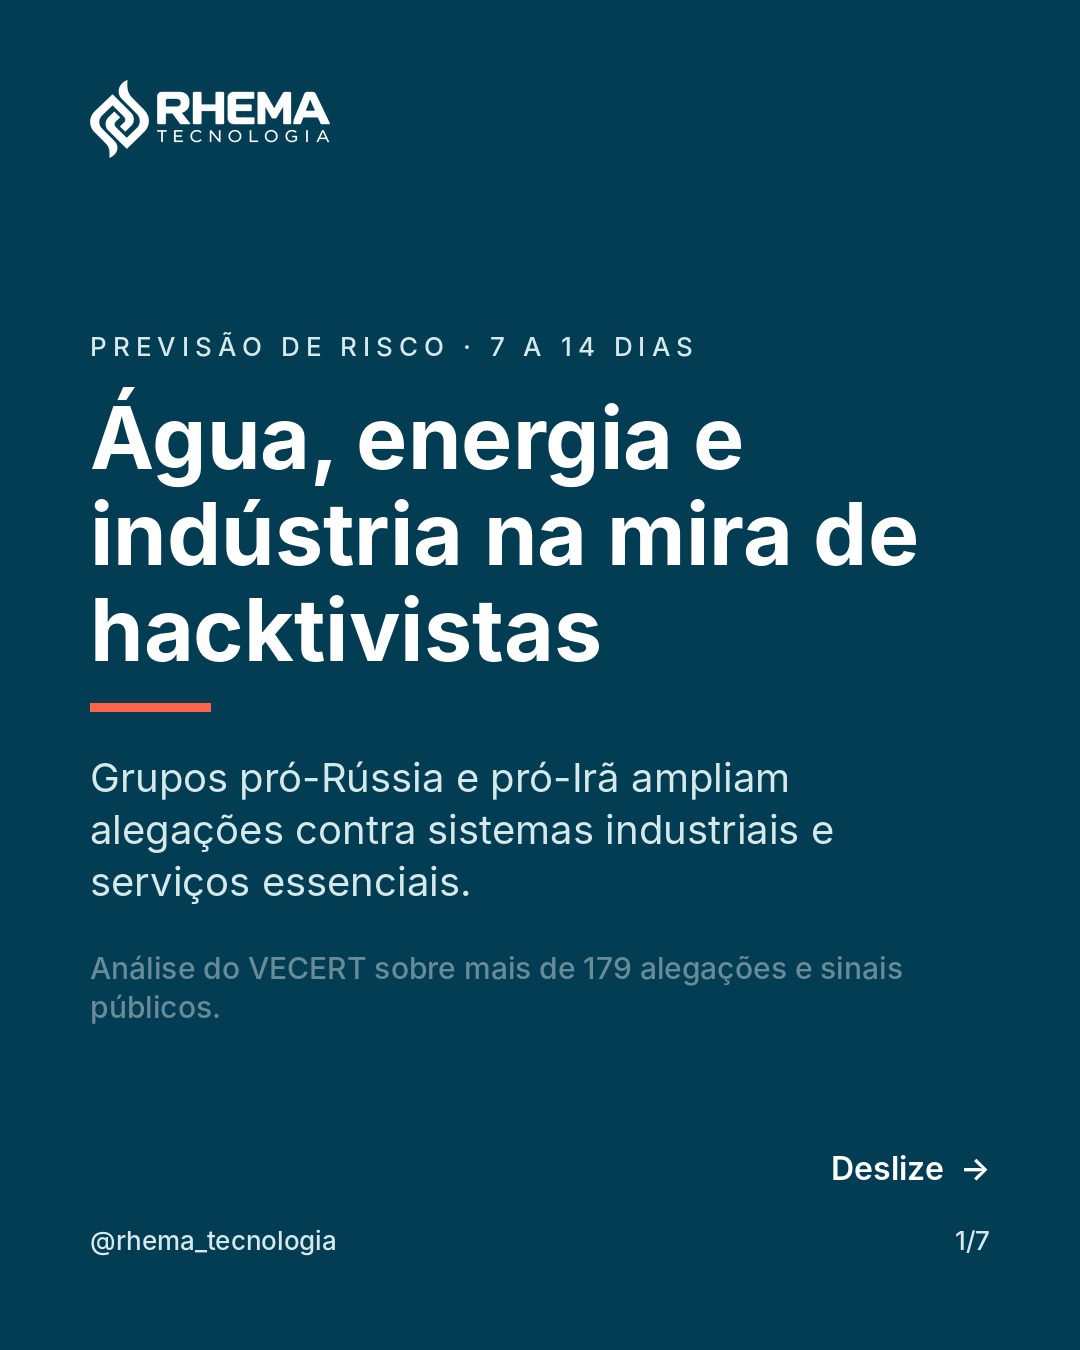 RHEMA
TECNOLOGIA
PREVISÃO DE RISCO · 7 A 14 DIAS
Água, energia e
indústria na mira de
hacktivistas
Grupos pró-Rússia e pró-Irã ampliam
alegações contra sistemas industriais e
serviços essenciais.
Análise do VECERT sobre mais de 179 alegações e sinais
públicos.
Deslize →
@rhema_tecnologia
1/7